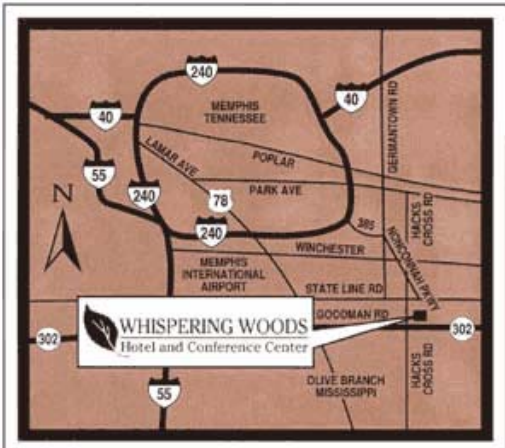 240
40
MEMPHIS
TENNESSEE
GERMANTOWN RD
40
LAMAR AVE
POPLAR
55
N
240
78
PARK AVE
HACKS
CROSS RD
385
NONCONNAH PKWY
240
WINCHESTER
MEMPHIS
INTERNATIONAL
AIRPORT
STATE LINE RD
GOODMAN RD
WHISPERING WOODS
Hotel and Conference Center
302
302
55
OLIVE BRANCH
MISSISSIPPI
HACKS
CROSS RD